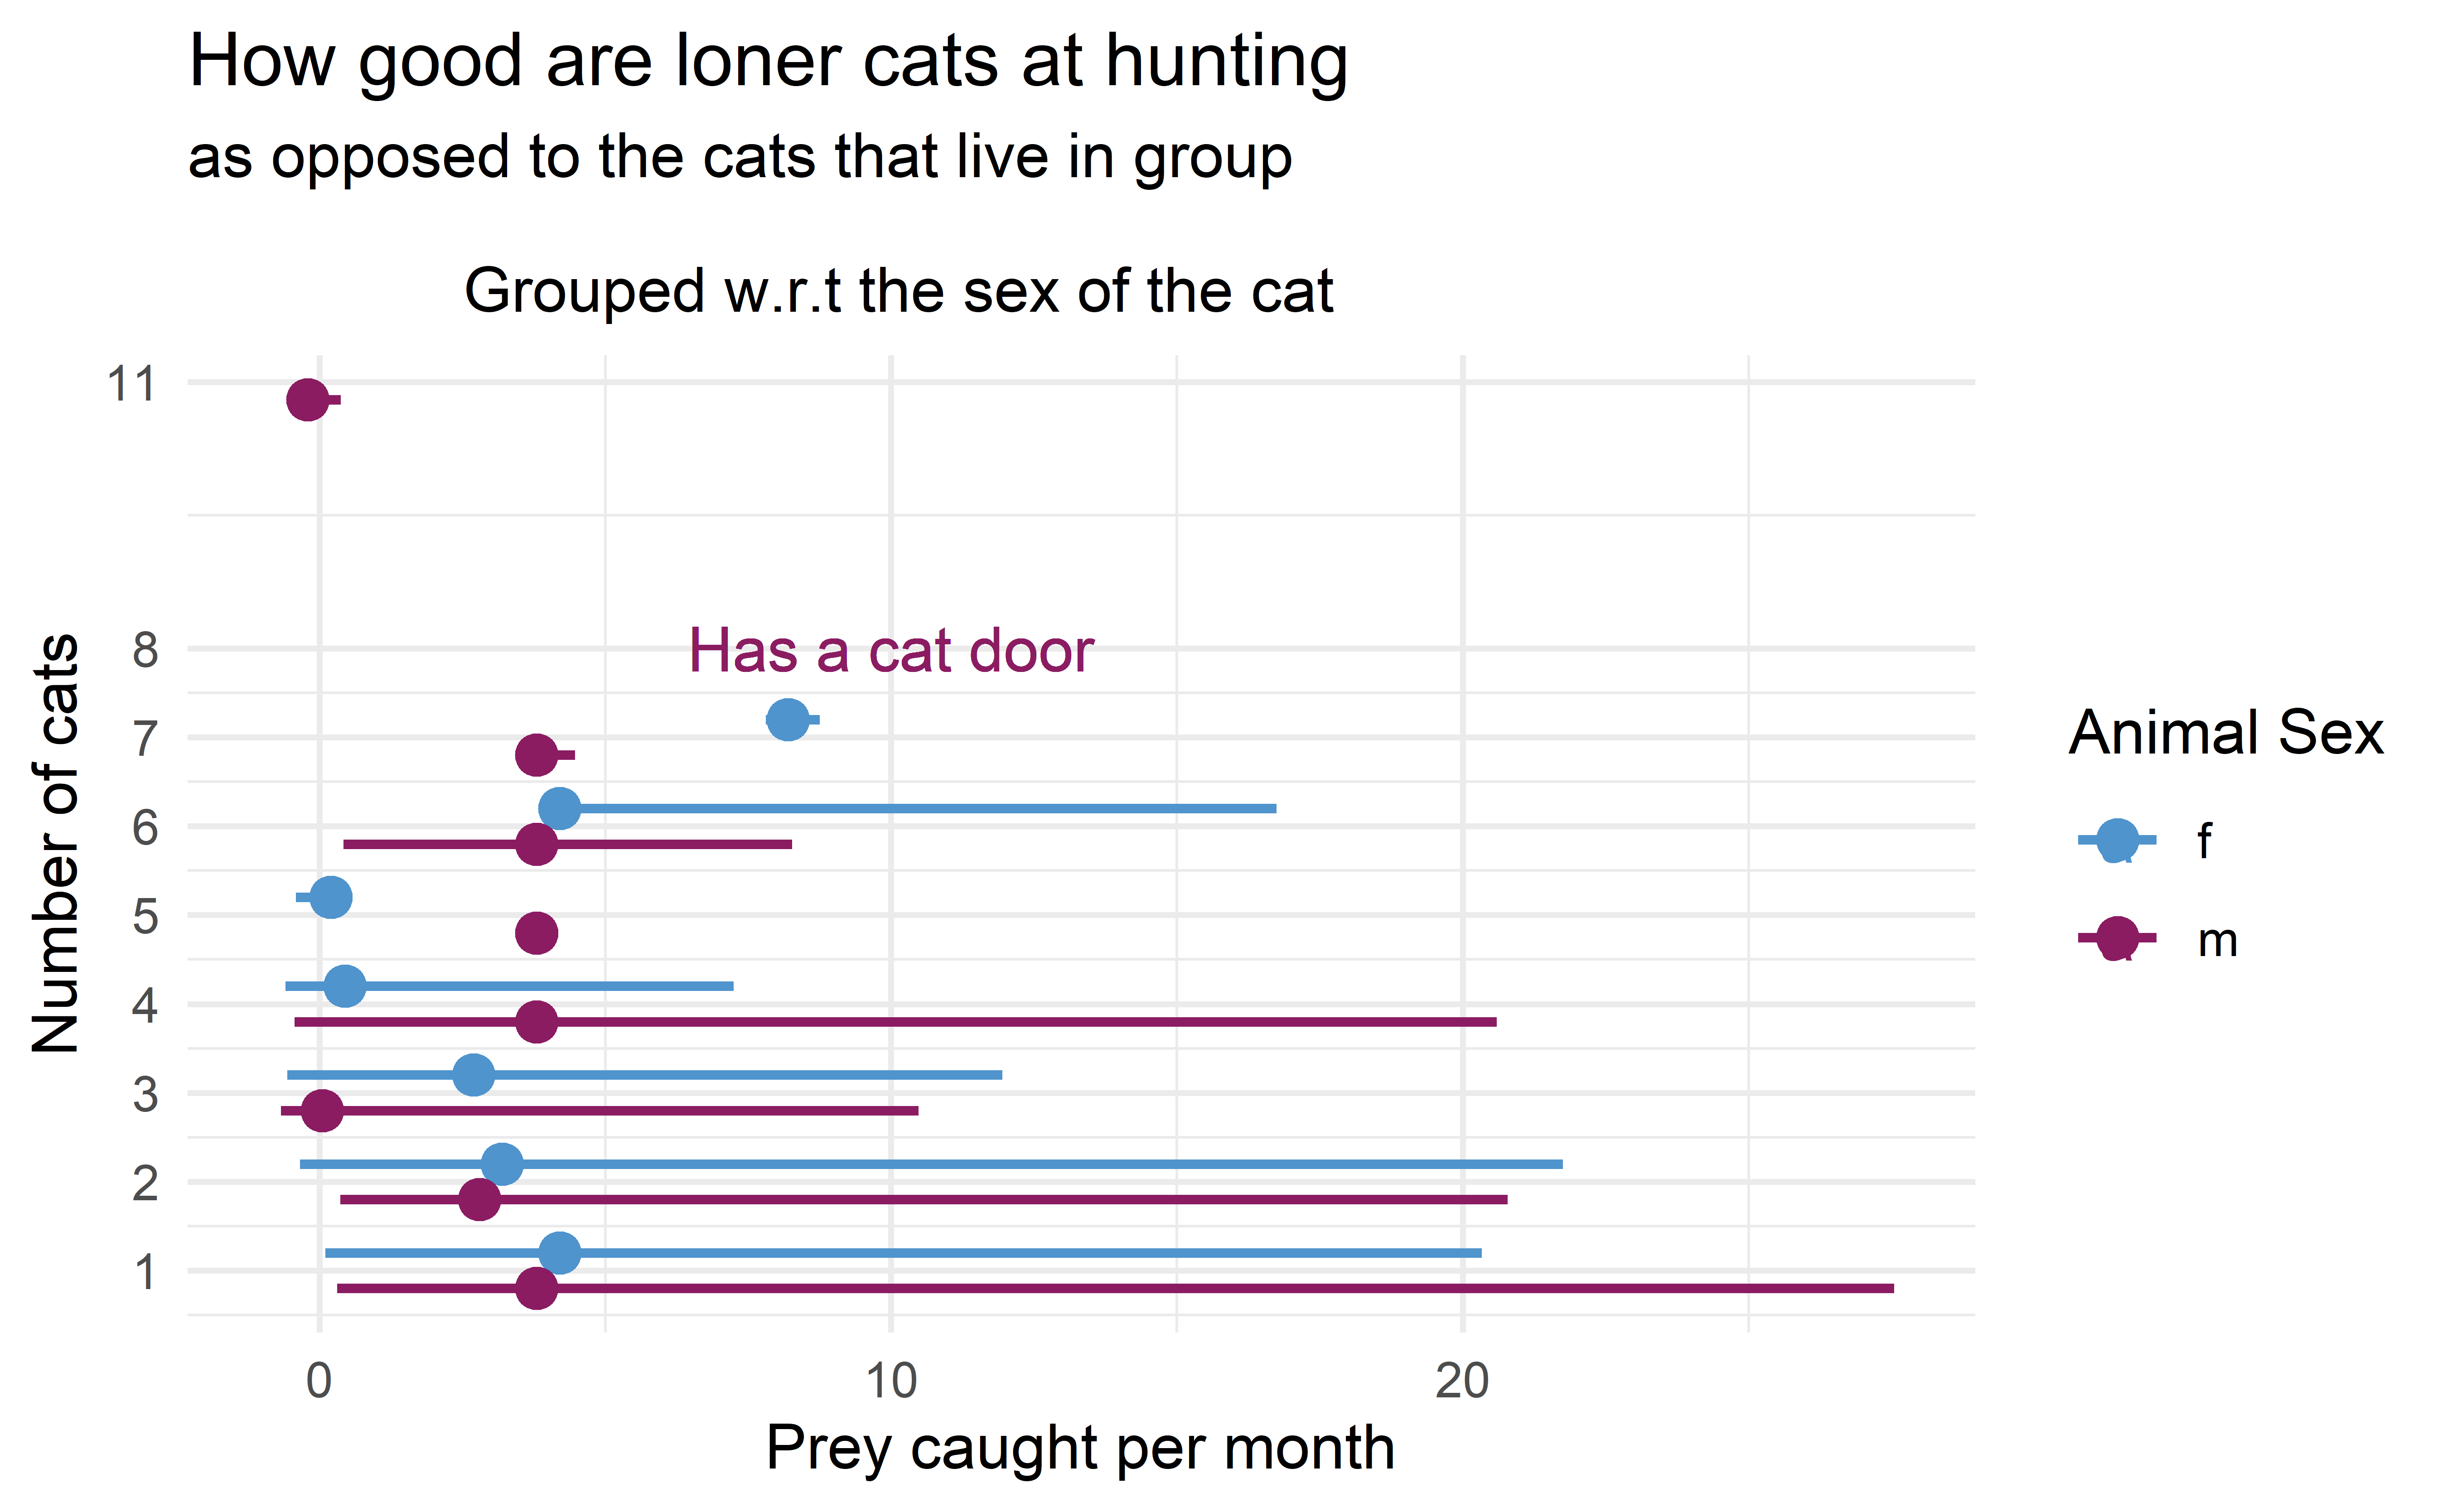 How good are loner cats at hunting
as opposed to the cats that live in group
Grouped w.r.t the sex of the cat
11
8
7
6
5
4
3
2
1
Number of cats
Has a cat door
0
10
20
Prey caught per month
Animal Sex
f
m